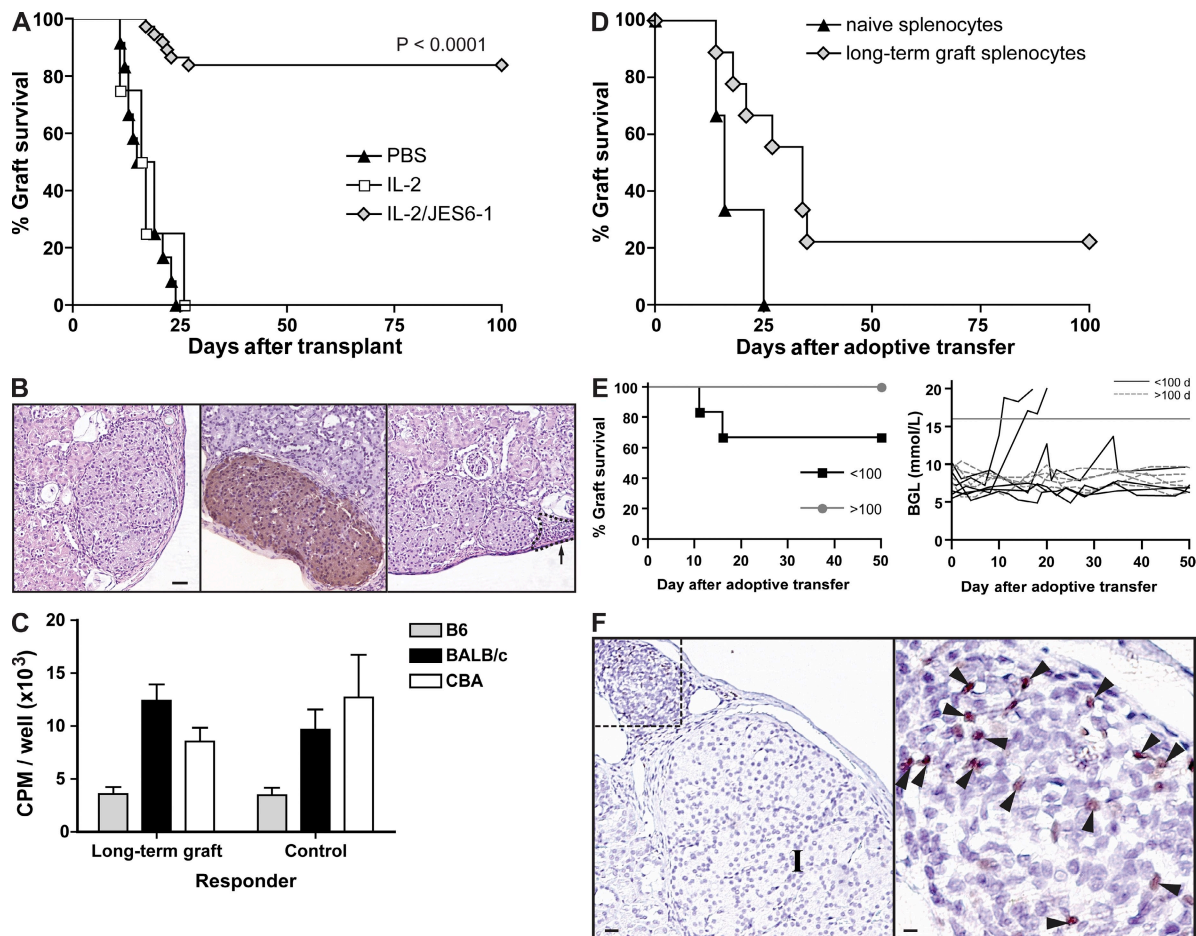 A
100
80
60
40
20
0
% Graft survival
P < 0.0001
PBS
IL-2
IL-2/JES6-1
0 25 50 75 100
Days after transplant
D
100
80
60
40
20
0
% Graft survival
naive splenocytes
long-term graft splenocytes
0 25 50 75 100
Days after adoptive transfer
B
E
100
80
60
40
20
0
% Graft survival
<100
>100
0 10 20 30 40 50
Day after adoptive transfer
20
15
10
5
0
BGL (mmol/L)
<100 d
>100 d
0 10 20 30 40 50
Day after adoptive transfer
C
20
15
10
5
0
CPM / well (x10³)
B6
BALB/c
CBA
Long-term graft Control
Responder
F
I